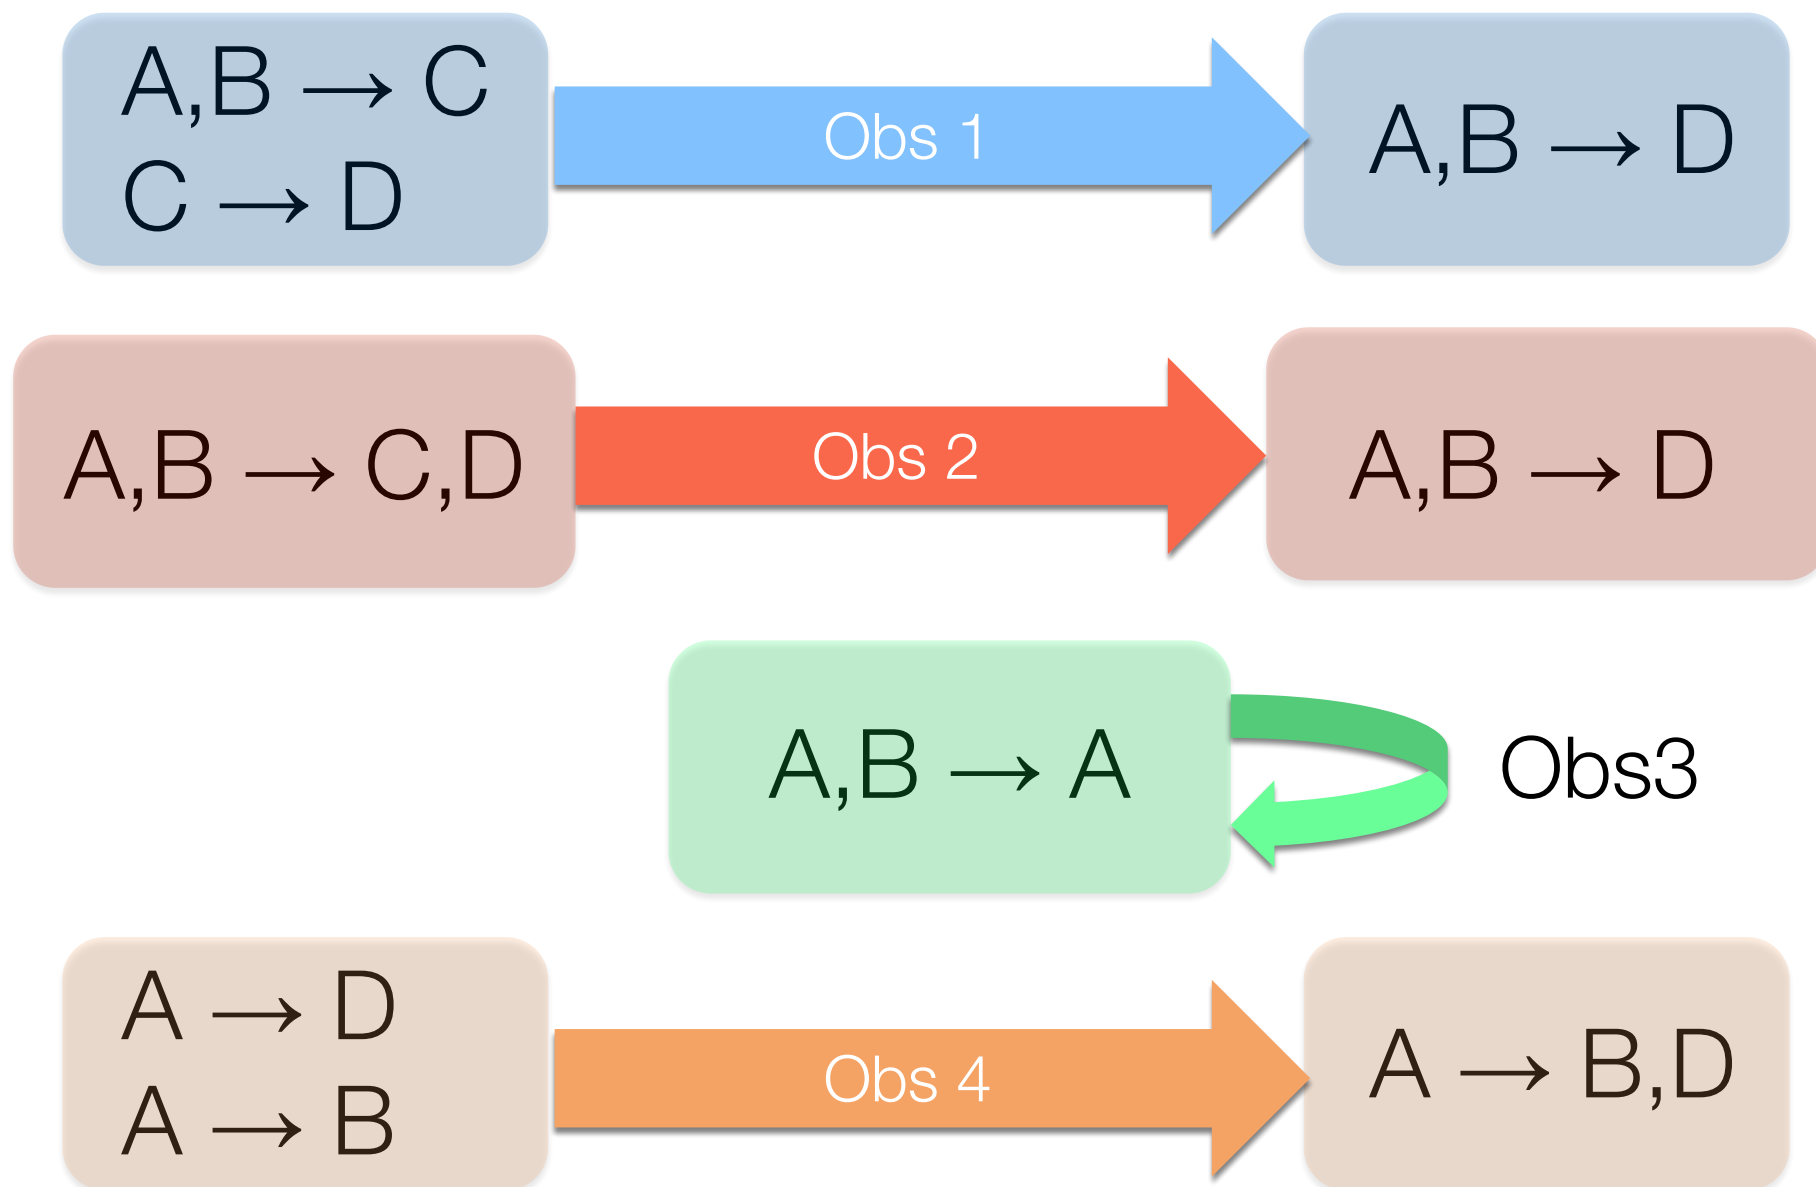 A,B → C
C → D
Obs 1
A,B → D
A,B → C,D
Obs 2
A,B → D
A,B → A
Obs3
A → D
A → B
Obs 4
A → B,D